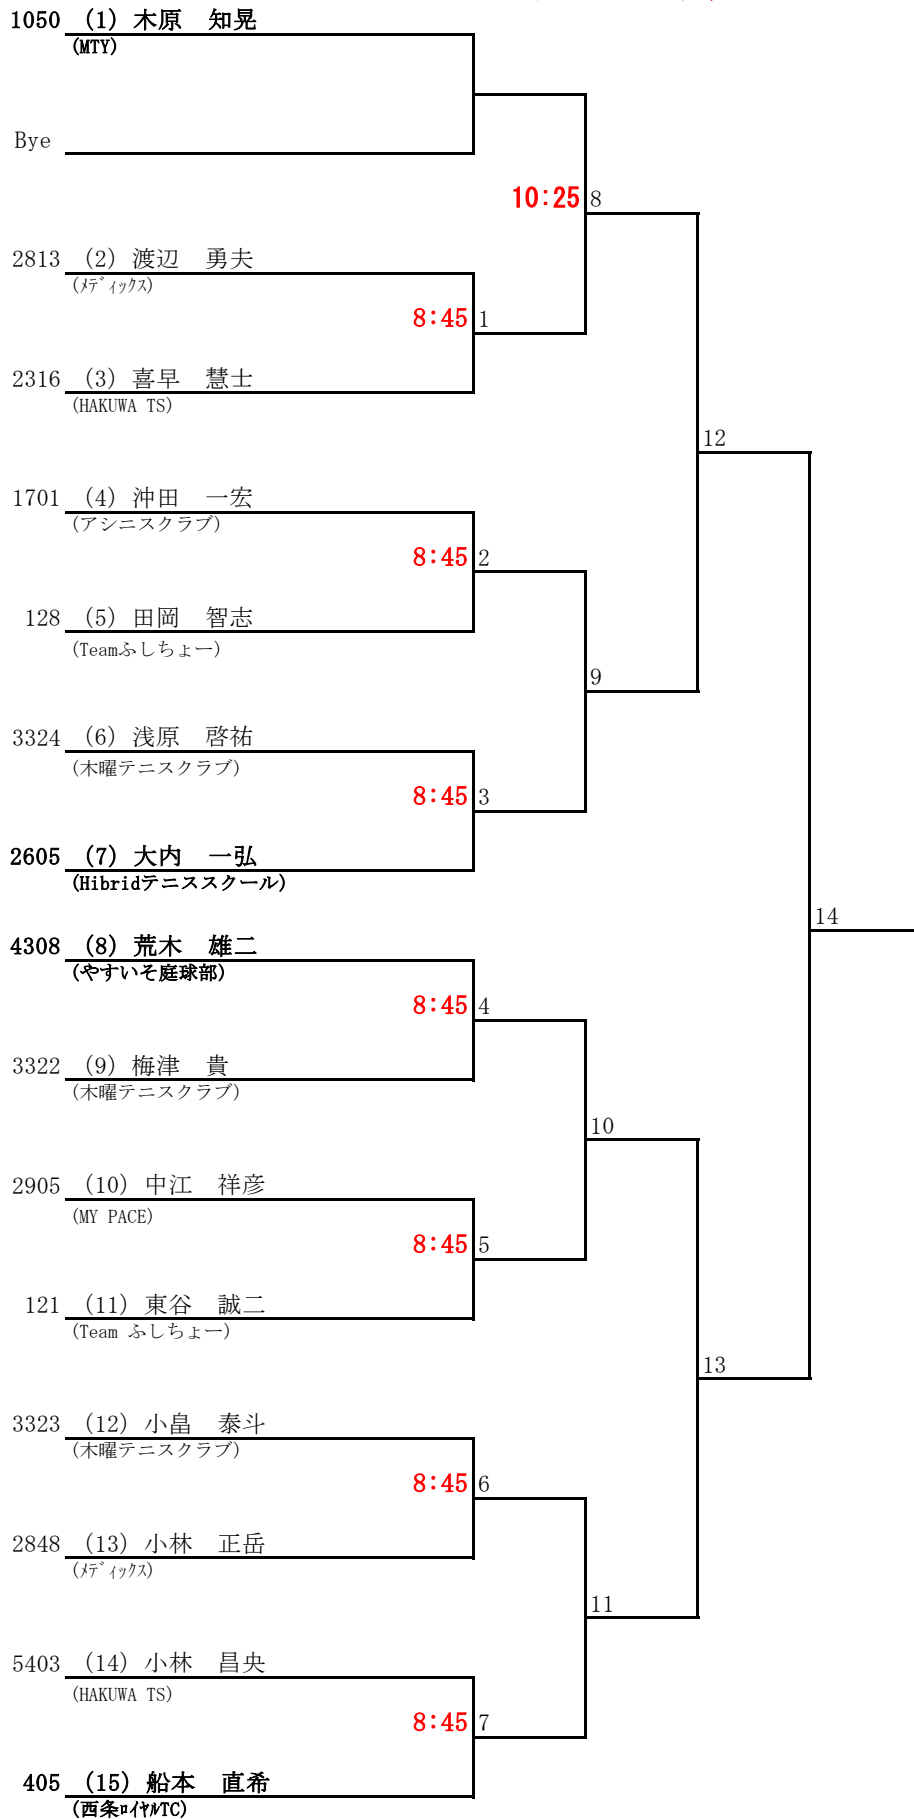 1050 (1) 木原　知晃
(MTY)
Bye
10:25 8
2813 (2) 渡辺　勇夫
(ﾒﾃﾞｨｯｸｽ)
8:45 1
2316 (3) 喜早　慧士
(HAKUWA TS)
12
1701 (4) 沖田　一宏
(アシニスクラブ)
8:45 2
128 (5) 田岡　智志
(Teamふしちょー)
9
3324 (6) 浅原　啓祐
(木曜テニスクラブ)
8:45 3
2605 (7) 大内　一弘
(Hibridテニススクール)
14
4308 (8) 荒木　雄二
(やすいそ庭球部)
8:45 4
3322 (9) 梅津　貴
(木曜テニスクラブ)
10
2905 (10) 中江　祥彦
(MY PACE)
8:45 5
121 (11) 東谷　誠二
(Team ふしちょー)
13
3323 (12) 小畠　泰斗
(木曜テニスクラブ)
8:45 6
2848 (13) 小林　正岳
(ﾒﾃﾞｨｯｸｽ)
11
5403 (14) 小林　昌央
(HAKUWA TS)
8:45 7
405 (15) 船本　直希
(西条ﾛｲﾔﾙTC)